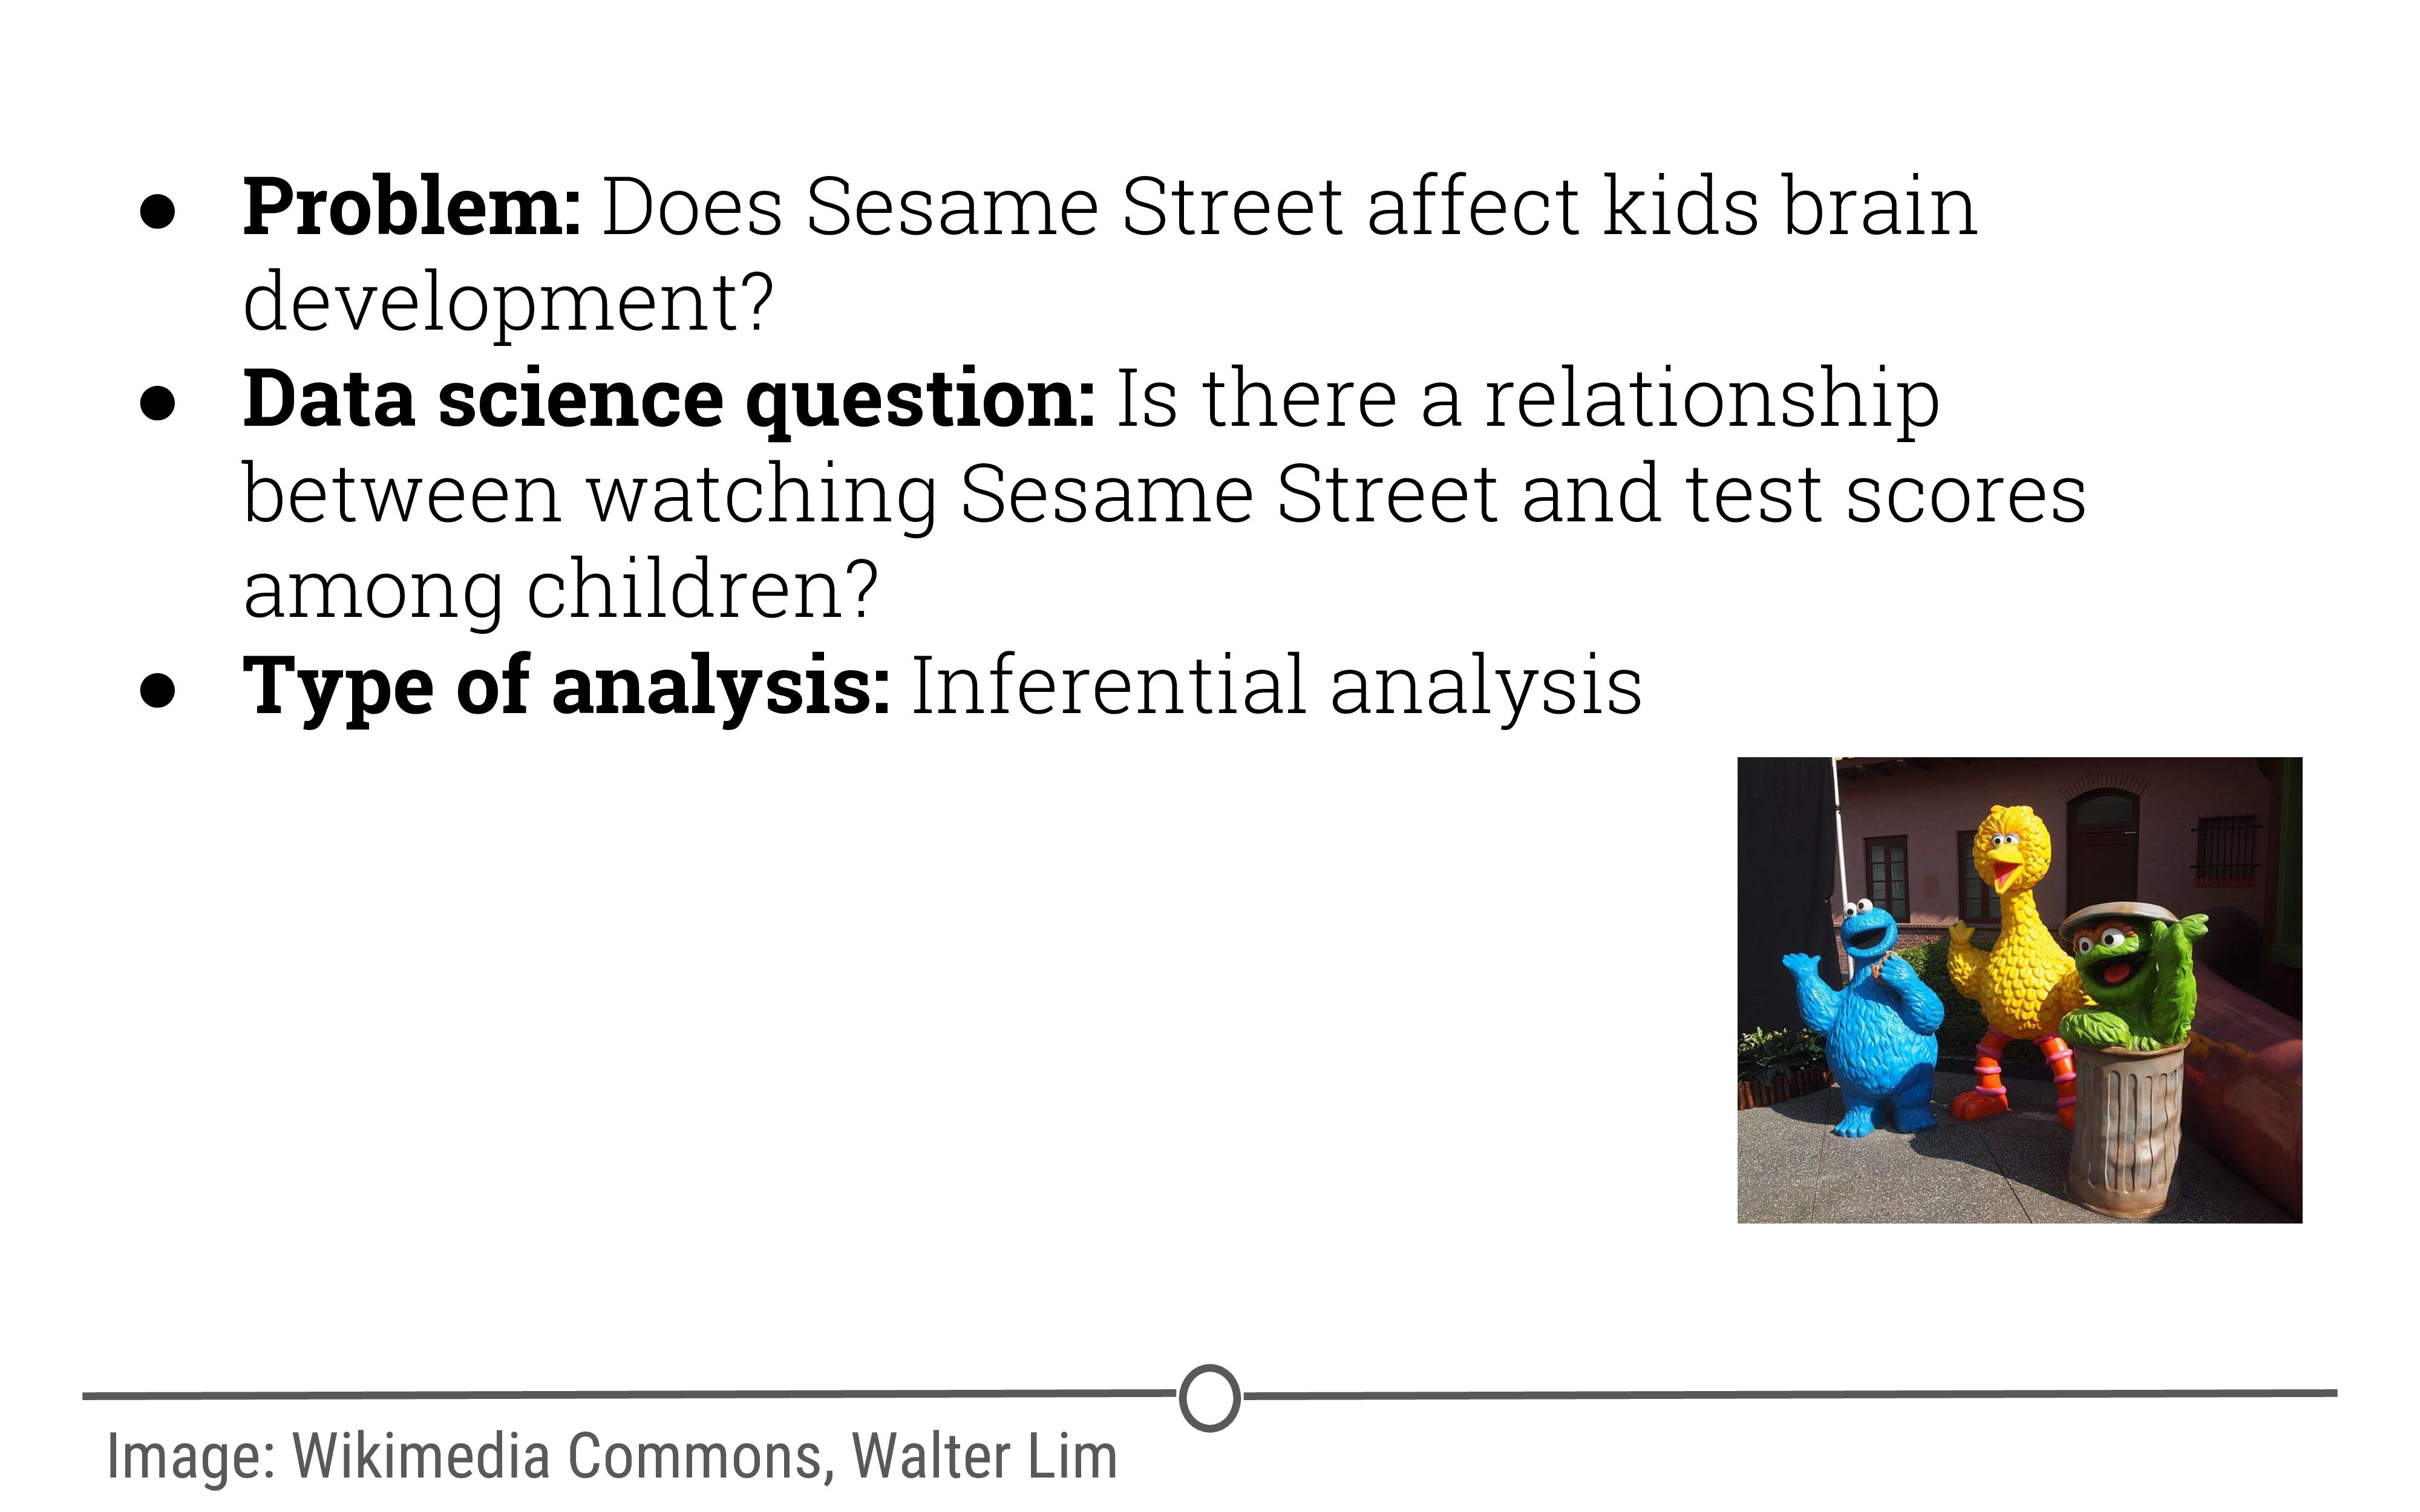 ● Problem: Does Sesame Street affect kids brain
development?
● Data science question: Is there a relationship
between watching Sesame Street and test scores
among children?
● Type of analysis: Inferential analysis
Image: Wikimedia Commons, Walter Lim